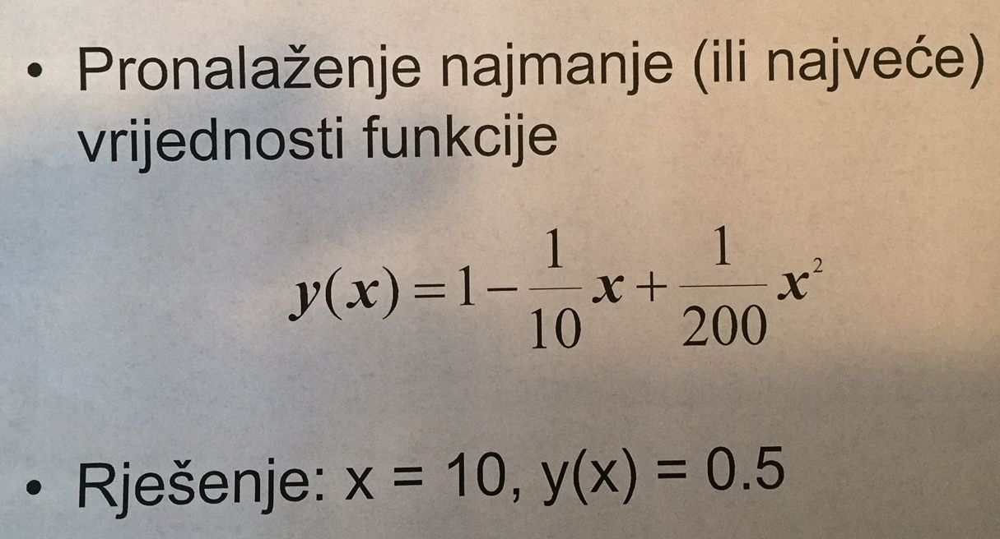 • Pronalaženje najmanje (ili najveće)
vrijednosti funkcije
y(x) = 1 − 1/10 x + 1/200 x²
• Rješenje: x = 10, y(x) = 0.5